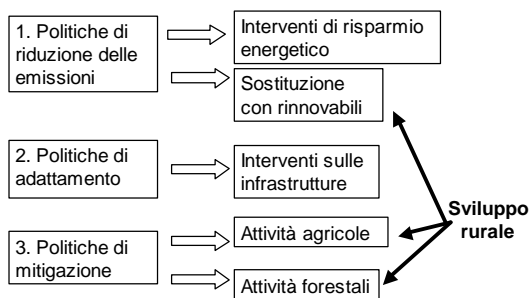 1. Politiche di
riduzione delle
emissioni
Interventi di risparmio
energetico
Sostituzione
con rinnovabili
2. Politiche di
adattamento
Interventi sulle
infrastrutture
3. Politiche di
mitigazione
Attività agricole
Attività forestali
Sviluppo
rurale